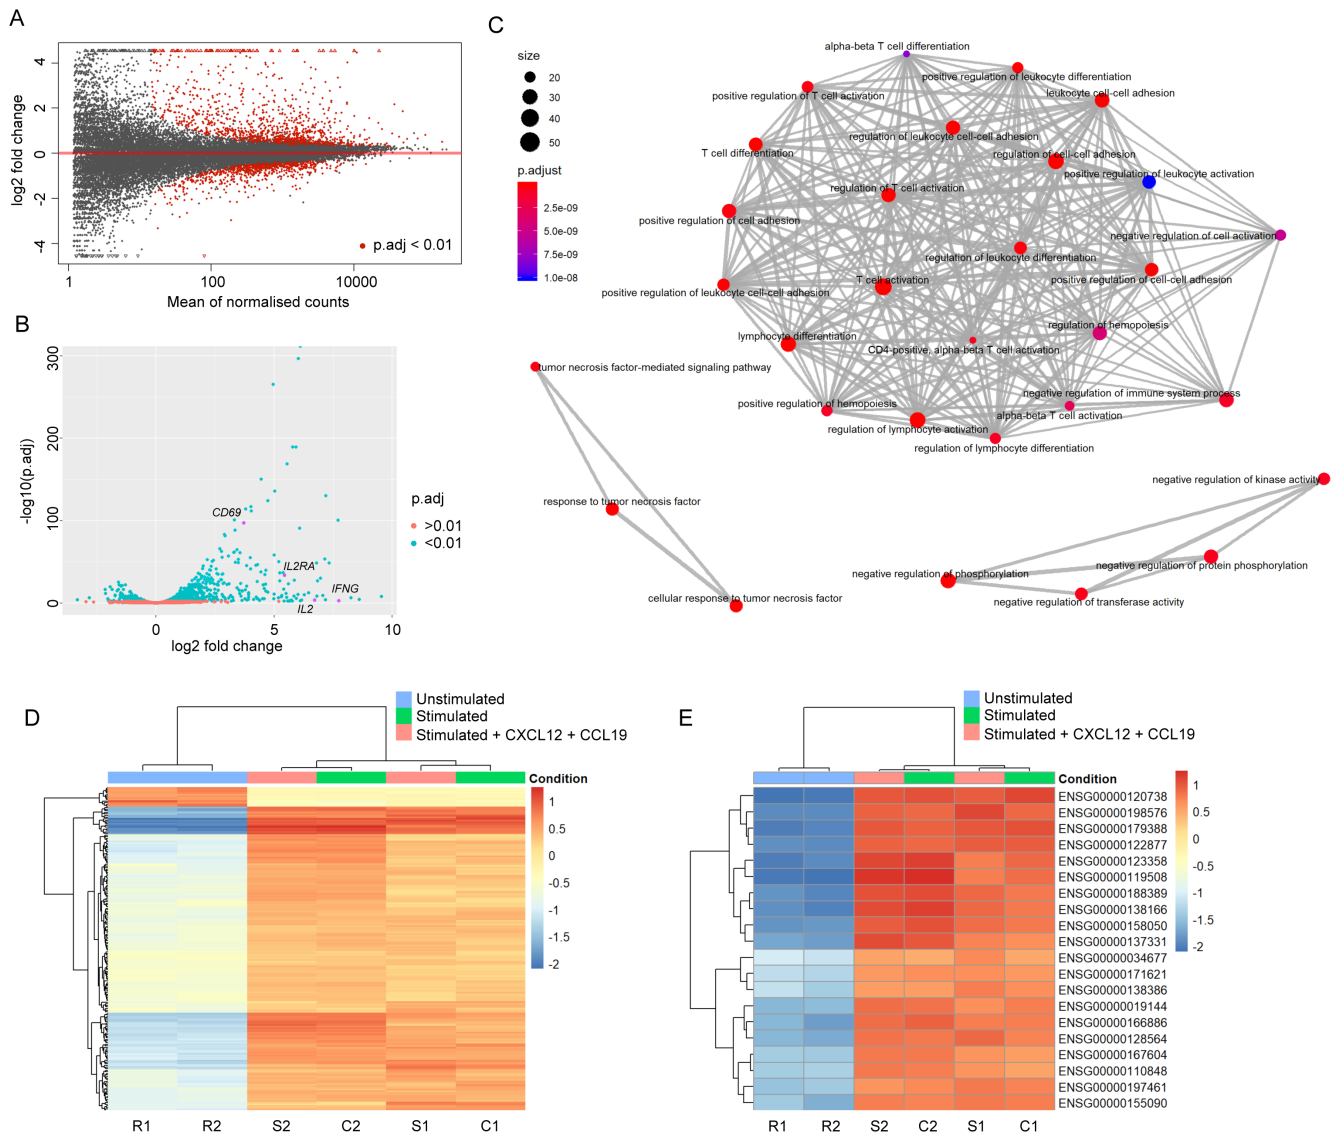 A
4
2
0
-2
-4
log2 fold change
p.adj < 0.01
1
100
10000
Mean of normalised counts
B
300
200
100
0
-log10(p.adj)
CD69
IL2RA
IFNG
IL2
0
5
10
log2 fold change
p.adj
>0.01
<0.01
C
size
20
30
40
50
p.adjust
2.5e-09
5.0e-09
7.5e-09
1.0e-08
alpha-beta T cell differentiation
positive regulation of leukocyte differentiation
positive regulation of T cell activation
leukocyte cell-cell adhesion
regulation of leukocyte cell-cell adhesion
T cell differentiation
regulation of cell-cell adhesion
positive regulation of leukocyte activation
regulation of T cell activation
positive regulation of cell adhesion
negative regulation of cell activation
regulation of leukocyte differentiation
T cell activation
positive regulation of cell-cell adhesion
positive regulation of leukocyte cell-cell adhesion
regulation of hemopoiesis
lymphocyte differentiation
CD4-positive, alpha-beta T cell activation
tumor necrosis factor-mediated signaling pathway
negative regulation of immune system process
positive regulation of hemopoiesis
alpha-beta T cell activation
regulation of lymphocyte activation
regulation of lymphocyte differentiation
negative regulation of kinase activity
response to tumor necrosis factor
negative regulation of protein phosphorylation
negative regulation of phosphorylation
cellular response to tumor necrosis factor
negative regulation of transferase activity
D
Unstimulated
Stimulated
Stimulated + CXCL12 + CCL19
Condition
1
0.5
0
-0.5
-1
-1.5
-2
R1
R2
S2
C2
S1
C1
E
Unstimulated
Stimulated
Stimulated + CXCL12 + CCL19
Condition
ENSG00000120738
ENSG00000198576
ENSG00000179388
ENSG00000122877
ENSG00000123358
ENSG00000119508
ENSG00000188389
ENSG00000138166
ENSG00000158050
ENSG00000137331
ENSG00000034677
ENSG00000171621
ENSG00000138386
ENSG00000019144
ENSG00000166886
ENSG00000128564
ENSG00000167604
ENSG00000110848
ENSG00000197461
ENSG00000155090
1
0.5
0
-0.5
-1
-1.5
-2
R1
R2
S2
C2
S1
C1